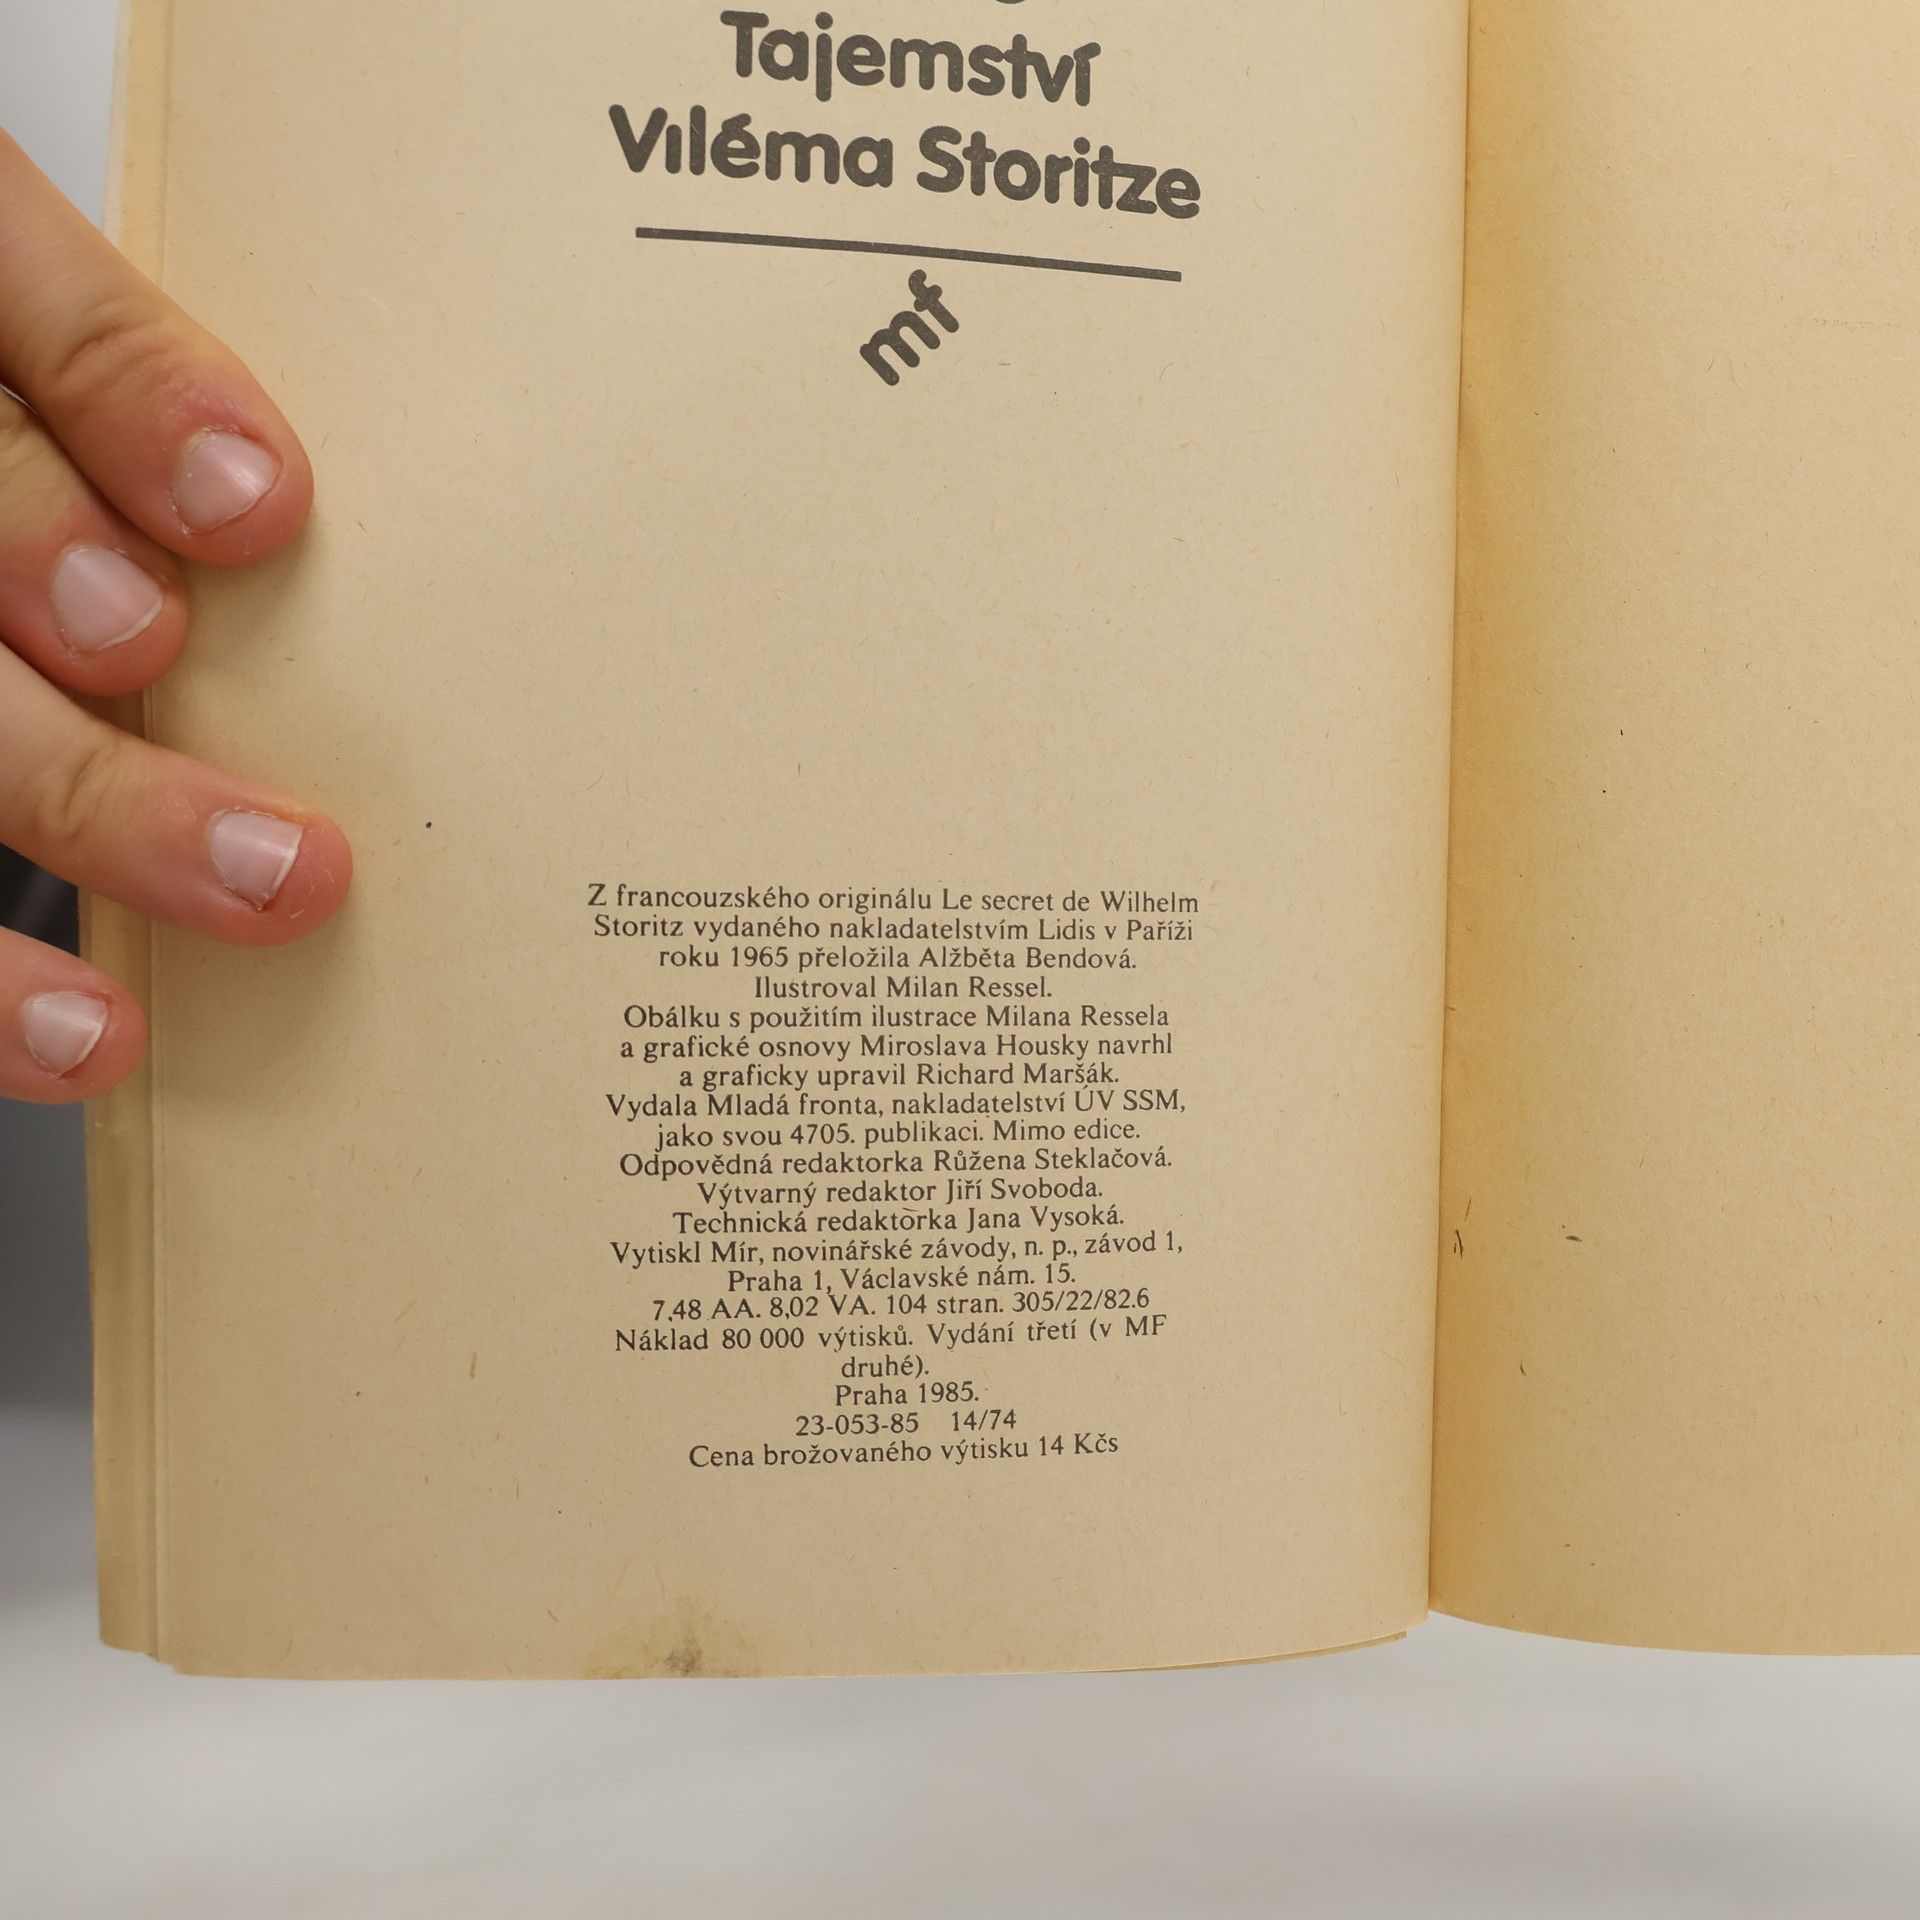 Tajemství
Viléma Storitze
mf
Z francouzského originálu Le secret de Wilhelm
Storitz vydaného nakladatelstvím Lidis v Paříži
roku 1965 přeložila Alžběta Bendová.
Ilustroval Milan Ressel.
Obálku s použitím ilustrace Milana Ressela
a grafické osnovy Miroslava Housky navrhl
a graficky upravil Richard Maršák.
Vydala Mladá fronta, nakladatelství ÚV SSM,
jako svou 4705. publikaci. Mimo edice.
Odpovědná redaktorka Růžena Steklačová.
Výtvarný redaktor Jiří Svoboda.
Technická redaktorka Jana Vysoká.
Vytiskl Mír, novinářské závody, n. p., závod 1,
Praha 1, Václavské nám. 15.
7,48 AA. 8,02 VA. 104 stran. 305/22/82.6
Náklad 80 000 výtisků. Vydání třetí (v MF
druhé).
Praha 1985.
23-053-85 14/74
Cena brožovaného výtisku 14 Kčs